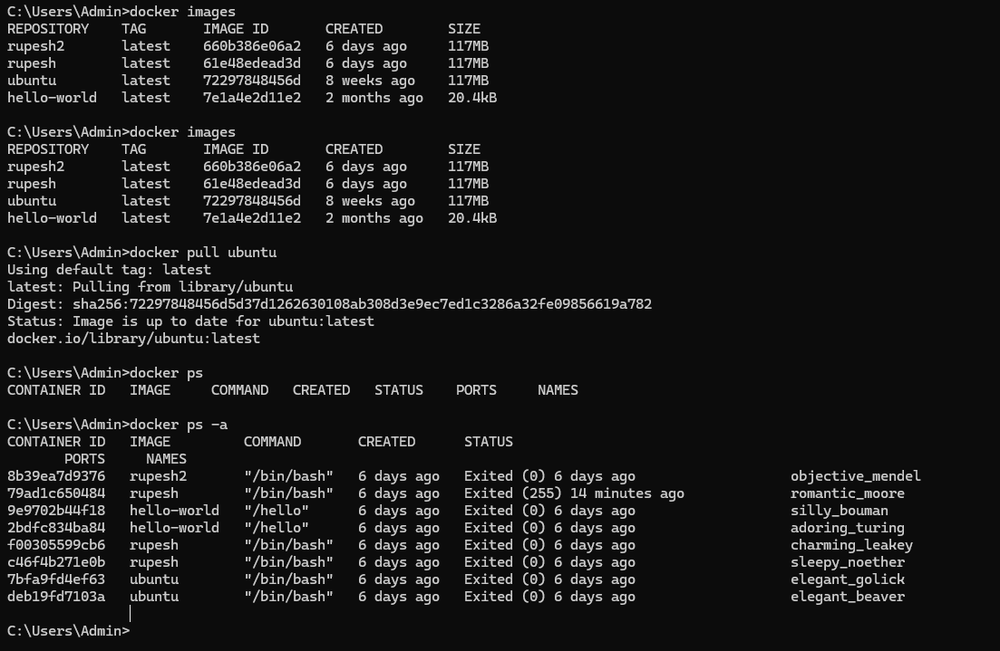 C:\Users\Admin>docker images
REPOSITORY    TAG       IMAGE ID       CREATED        SIZE
rupesh2       latest    660b386e06a2   6 days ago     117MB
rupesh        latest    61e48edead3d   6 days ago     117MB
ubuntu        latest    72297848456d   8 weeks ago    117MB
hello-world   latest    7e1a4e2d11e2   2 months ago   20.4kB
C:\Users\Admin>docker images
REPOSITORY    TAG       IMAGE ID       CREATED        SIZE
rupesh2       latest    660b386e06a2   6 days ago     117MB
rupesh        latest    61e48edead3d   6 days ago     117MB
ubuntu        latest    72297848456d   8 weeks ago    117MB
hello-world   latest    7e1a4e2d11e2   2 months ago   20.4kB
C:\Users\Admin>docker pull ubuntu
Using default tag: latest
latest: Pulling from library/ubuntu
Digest: sha256:72297848456d5d37d1262630108ab308d3e9ec7ed1c3286a32fe09856619a782
Status: Image is up to date for ubuntu:latest
docker.io/library/ubuntu:latest
C:\Users\Admin>docker ps
CONTAINER ID   IMAGE     COMMAND   CREATED   STATUS    PORTS     NAMES
C:\Users\Admin>docker ps -a
CONTAINER ID   IMAGE         COMMAND       CREATED      STATUS
       PORTS     NAMES
8b39ea7d9376   rupesh2       "/bin/bash"   6 days ago   Exited (0) 6 days ago                   objective_mendel
79ad1c650484   rupesh        "/bin/bash"   6 days ago   Exited (255) 14 minutes ago             romantic_moore
9e9702b44f18   hello-world   "/hello"      6 days ago   Exited (0) 6 days ago                   silly_bouman
2bdfc834ba84   hello-world   "/hello"      6 days ago   Exited (0) 6 days ago                   adoring_turing
f00305599cb6   rupesh        "/bin/bash"   6 days ago   Exited (0) 6 days ago                   charming_leakey
c46f4b271e0b   rupesh        "/bin/bash"   6 days ago   Exited (0) 6 days ago                   sleepy_noether
7bfa9fd4ef63   ubuntu        "/bin/bash"   6 days ago   Exited (0) 6 days ago                   elegant_golick
deb19fd7103a   ubuntu        "/bin/bash"   6 days ago   Exited (0) 6 days ago                   elegant_beaver
C:\Users\Admin>